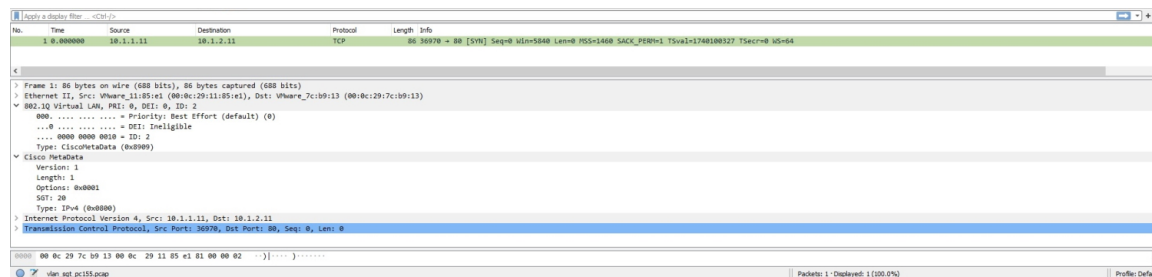 Apply a display filter ... <Ctrl-/>
No. Time Source Destination Protocol Length Info
1 0.000000 10.1.1.11 10.1.2.11 TCP 86 36970 → 80 [SYN] Seq=0 Win=5840 Len=0 MSS=1460 SACK_PERM=1 TSval=1740100327 TSecr=0 WS=64
> Frame 1: 86 bytes on wire (688 bits), 86 bytes captured (688 bits)
> Ethernet II, Src: VMware_11:85:e1 (00:0c:29:11:85:e1), Dst: VMware_7c:b9:13 (00:0c:29:7c:b9:13)
802.1Q Virtual LAN, PRI: 0, DEI: 0, ID: 2
000. .... .... .... = Priority: Best Effort (default) (0)
...0 .... .... .... = DEI: Ineligible
.... 0000 0000 0010 = ID: 2
Type: CiscoMetaData (0x8909)
Cisco MetaData
Version: 1
Length: 1
Options: 0x0001
SGT: 20
Type: IPv4 (0x0800)
> Internet Protocol Version 4, Src: 10.1.1.11, Dst: 10.1.2.11
> Transmission Control Protocol, Src Port: 36970, Dst Port: 80, Seq: 0, Len: 0
0000 00 0c 29 7c b9 13 00 0c 29 11 85 e1 81 00 00 02 ··)|···· )·······
vlan_sgt_pc155.pcap Packets: 1 · Displayed: 1 (100.0%) Profile: Defa